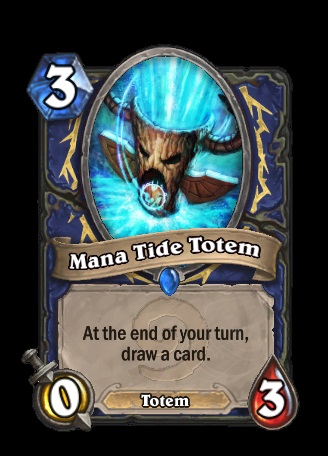 3
Mana Tide Totem
At the end of your turn,
draw a card.
0
Totem
3